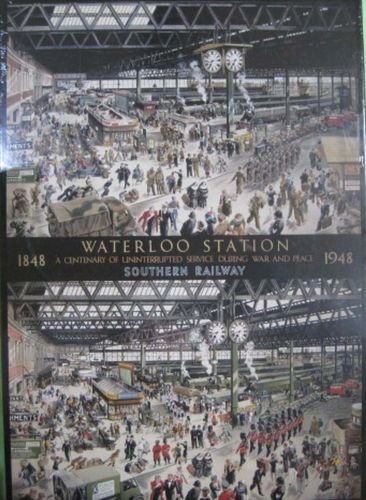 WATERLOO STATION
1848 A CENTENARY OF UNINTERRUPTED SERVICE DURING WAR AND PEACE 1948
SOUTHERN RAILWAY